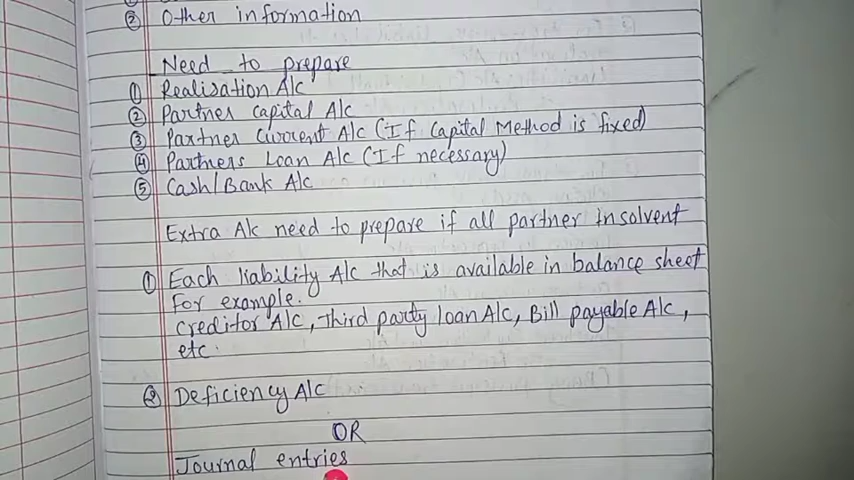 ② Other information
Need to prepare
① Realisation A/c
② Partner capital A/c
③ Partner Current A/c (If Capital Method is fixed)
④ Partners Loan A/c (If necessary)
⑤ Cash/Bank A/c
Extra A/c need to prepare if all partner insolvent
① Each liability A/c that is available in balance sheet
For example.
creditor A/c, Third party loan A/c, Bill payable A/c,
etc.
② Deficiency A/c
OR
Journal entries